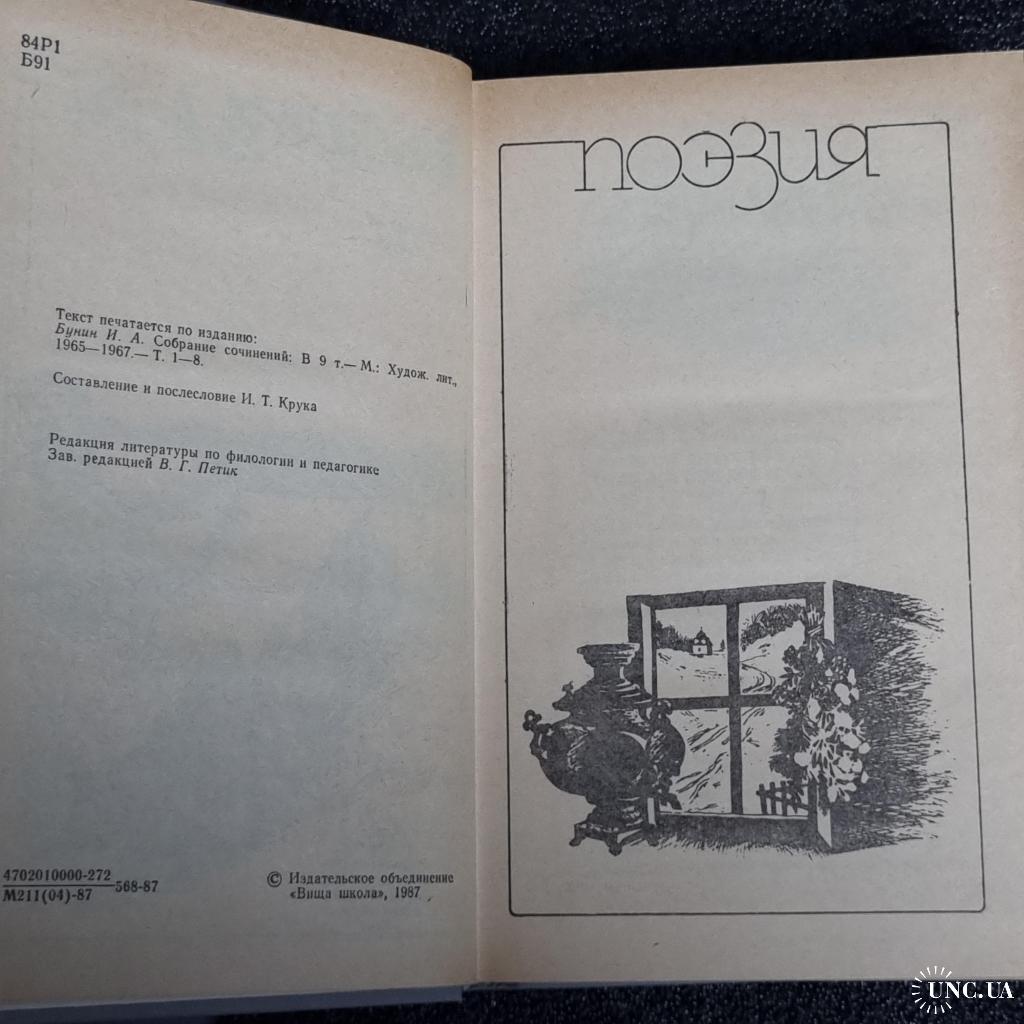 84Р1
Б91
Текст печатается по изданию:
Бунин И. А. Собрание сочинений: В 9 т.— М.: Худож. лит.,
1965—1967.— Т. 1—8.
Составление и послесловие И. Т. Крука
Редакция литературы по филологии и педагогике
Зав. редакцией В. Г. Петик
4702010000-272
М211(04)-87
568-87
© Издательское объединение
«Вища школа», 1987
поэзия
UNC.UA